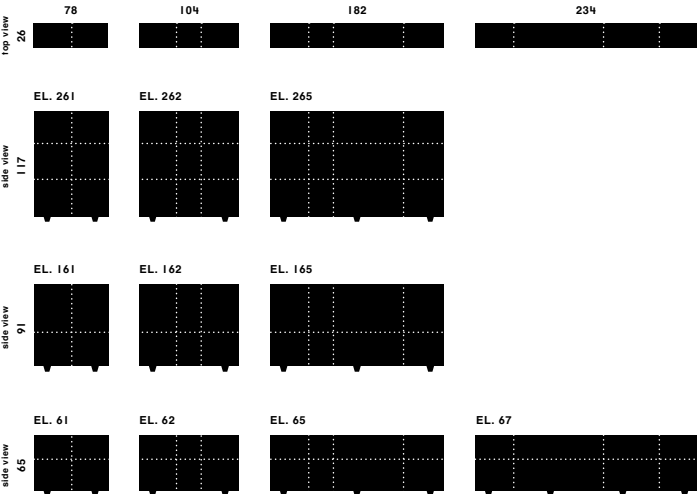 78 104 182 234
top view
26
EL. 261 EL. 262 EL. 265
side view
117
EL. 161 EL. 162 EL. 165
side view
91
EL. 61 EL. 62 EL. 65 EL. 67
side view
65